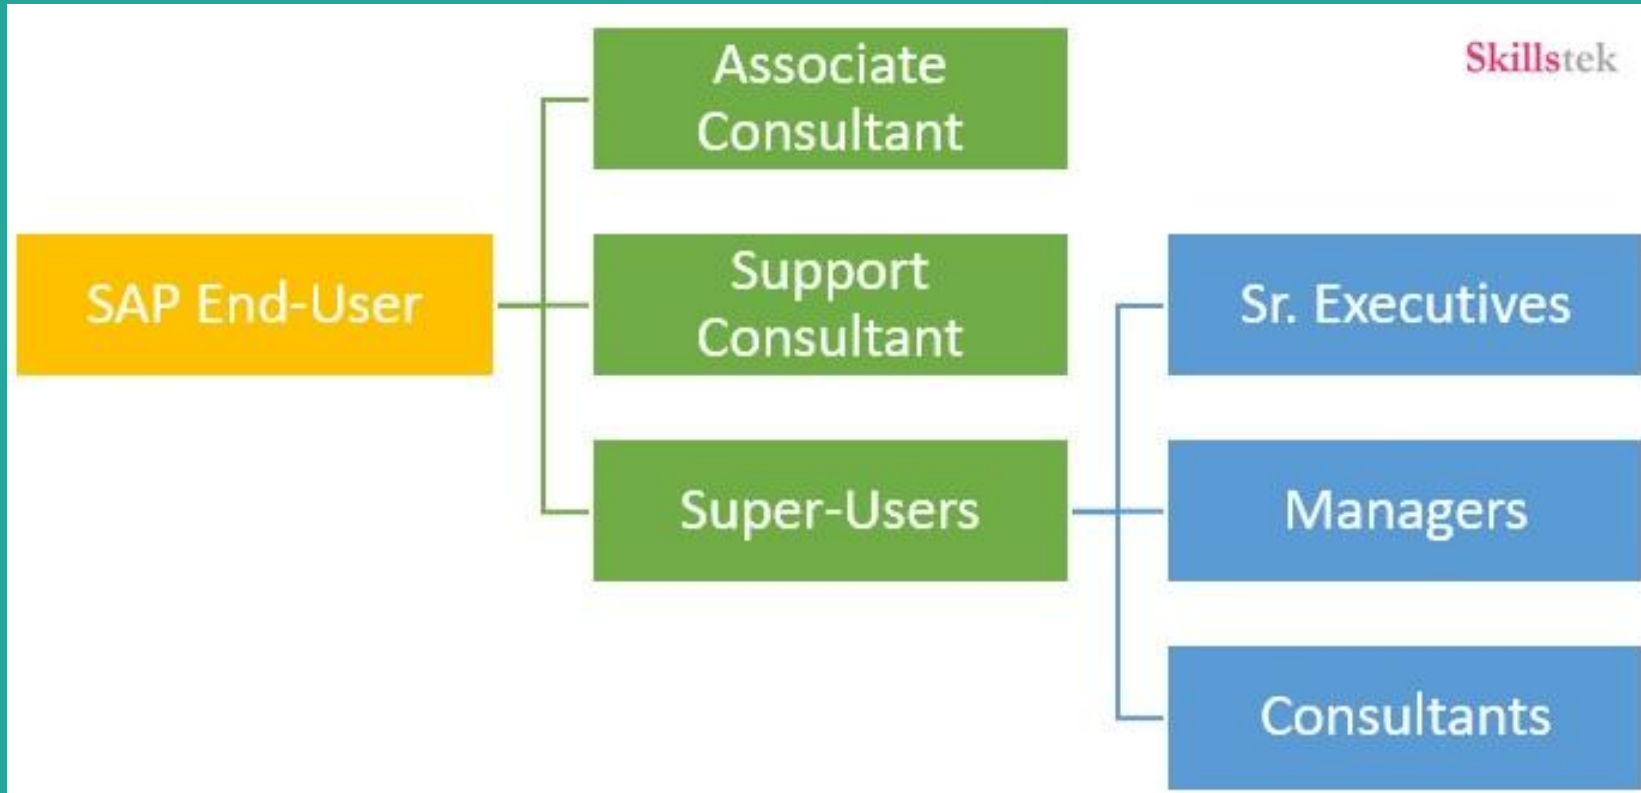 Skillstek
Associate
Consultant
SAP End-User
Support
Consultant
Super-Users
Sr. Executives
Managers
Consultants